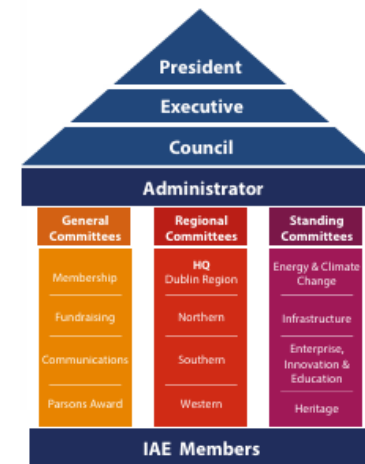 President
Executive
Council
Administrator
General
Committees
Membership
Fundraising
Communications
Parsons Award
Regional
Committees
HQ
Dublin Region
Northern
Southern
Western
Standing
Committees
Energy & Climate
Change
Infrastructure
Enterprise,
Innovation &
Education
Heritage
IAE Members